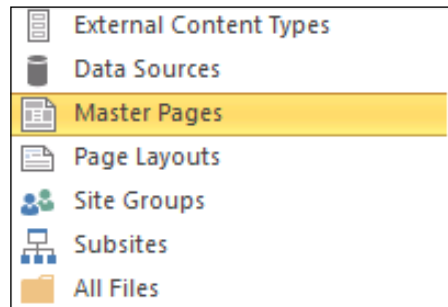 External Content Types
Data Sources
Master Pages
Page Layouts
Site Groups
Subsites
All Files